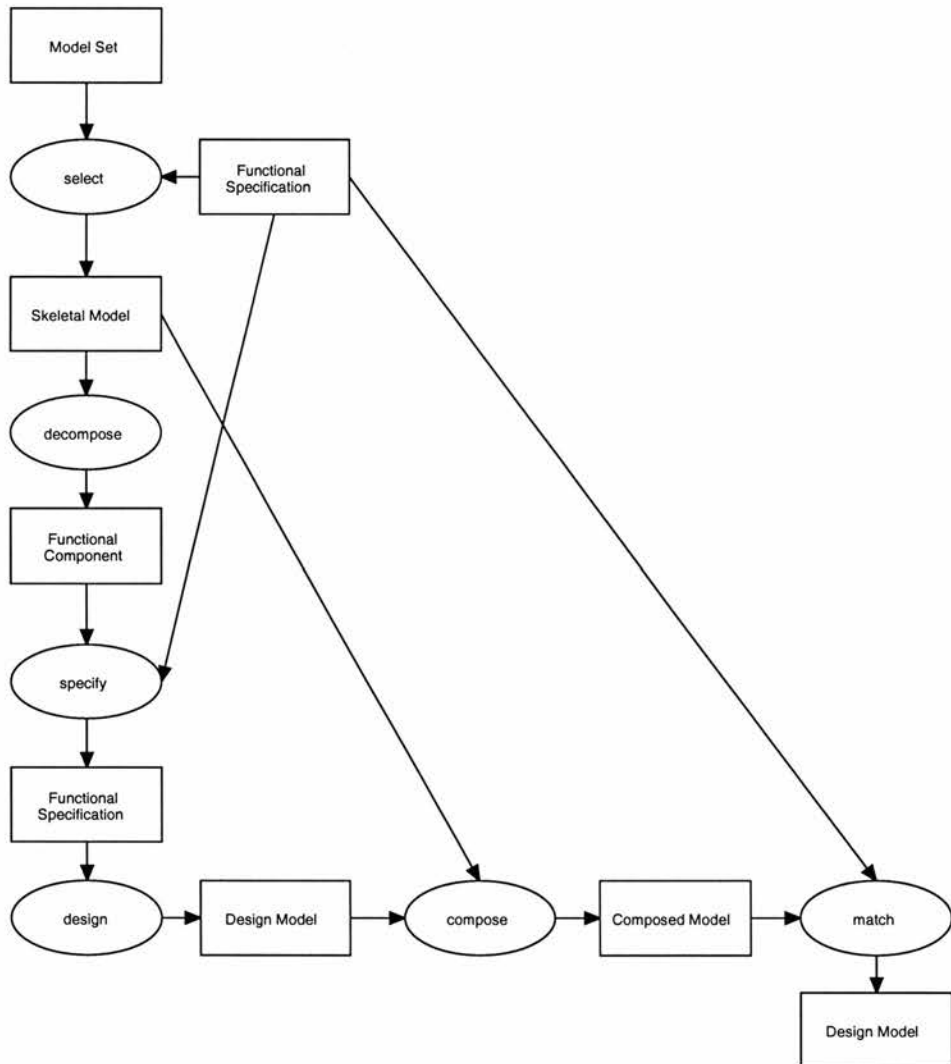 Model Set
select
Functional
Specification
Skeletal Model
decompose
Functional
Component
specify
Functional
Specification
design
Design Model
compose
Composed Model
match
Design Model